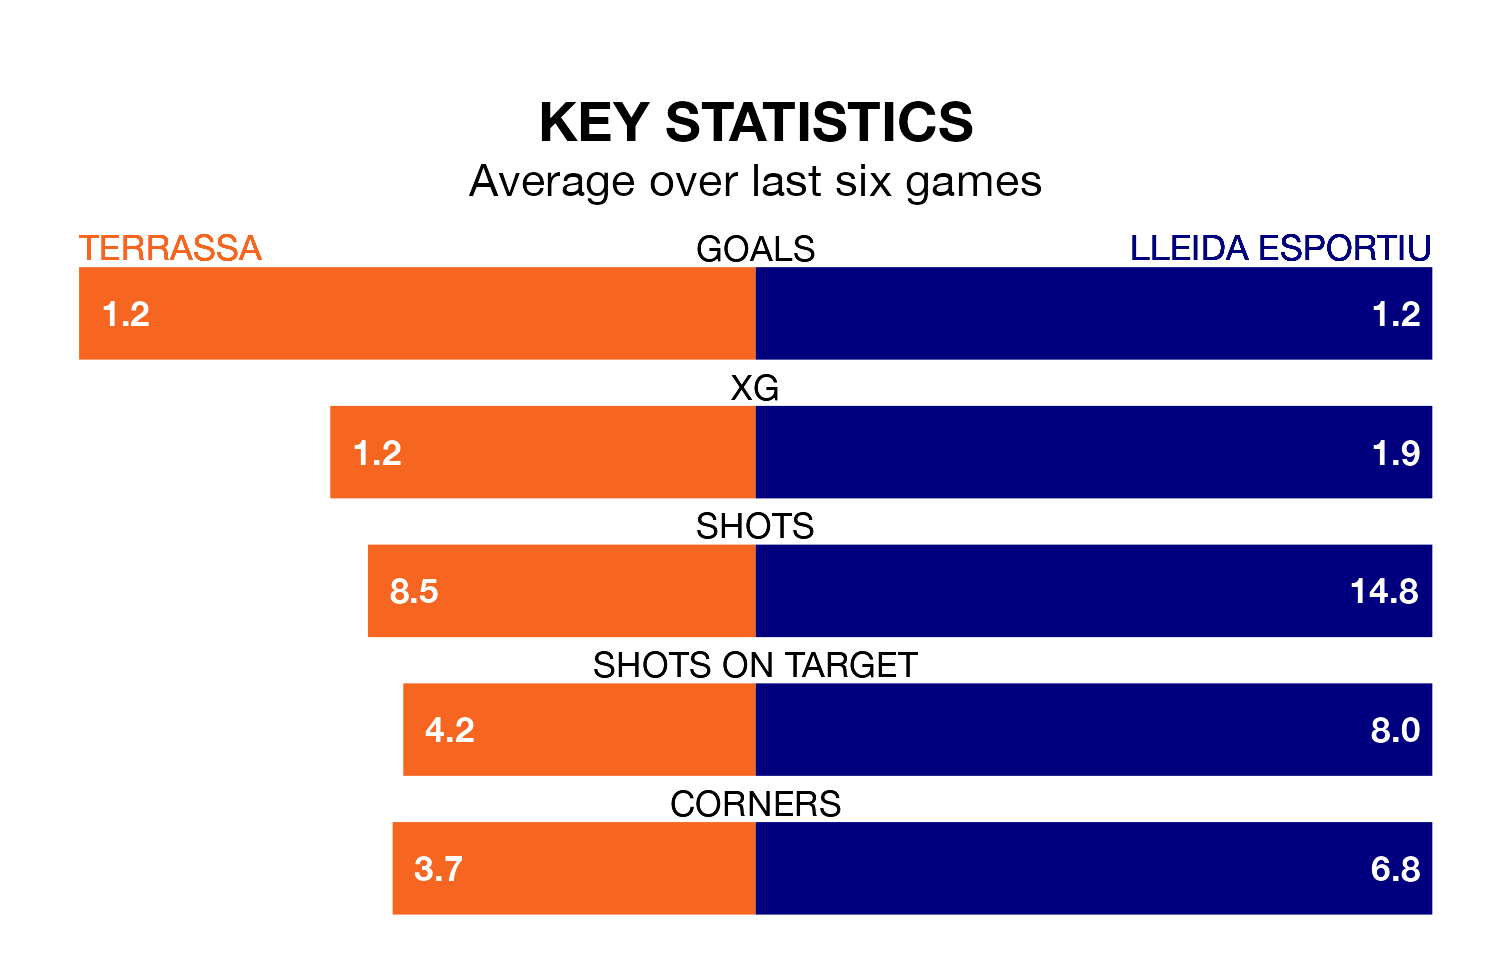 KEY STATISTICS
Average over last six games
TERRASSA GOALS LLEIDA ESPORTIU
1.2 1.2
XG
1.2 1.9
SHOTS
8.5 14.8
SHOTS ON TARGET
4.2 8.0
CORNERS
3.7 6.8